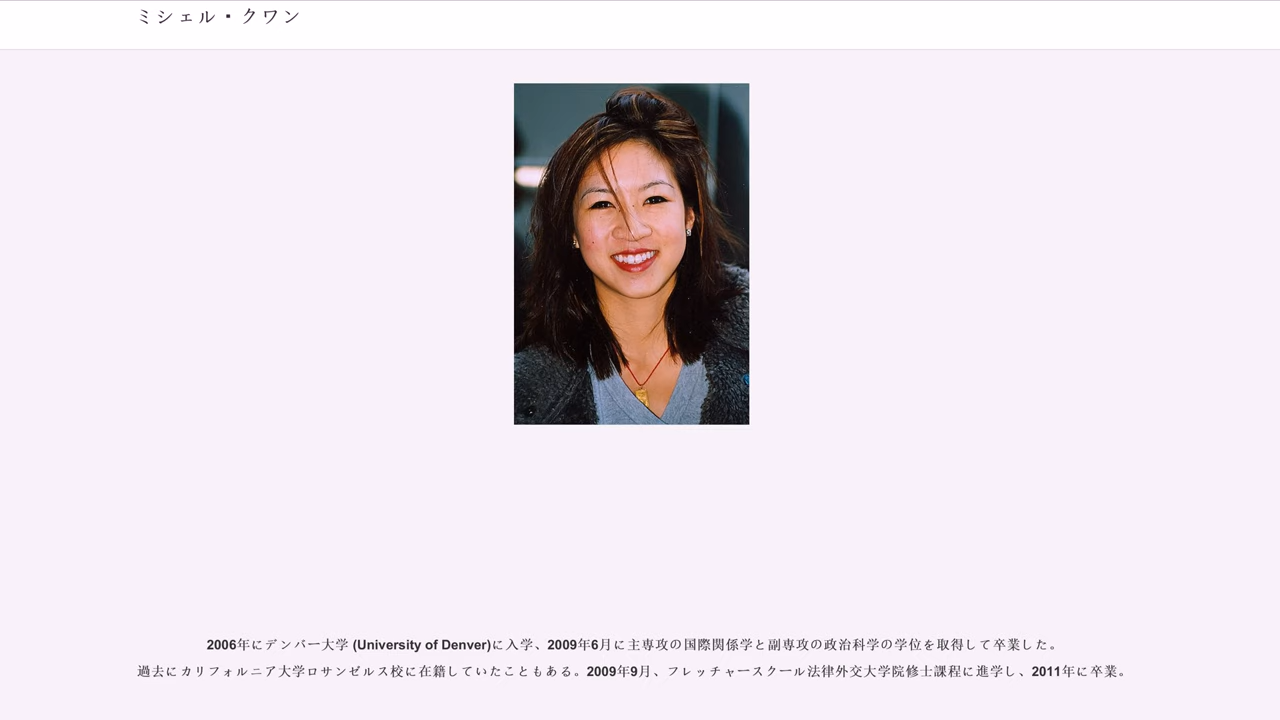 ミシェル・クワン
2006年にデンバー大学 (University of Denver)に入学、2009年6月に主専攻の国際関係学と副専攻の政治科学の学位を取得して卒業した。
過去にカリフォルニア大学ロサンゼルス校に在籍していたこともある。2009年9月、フレッチャースクール法律外交大学院修士課程に進学し、2011年に卒業。